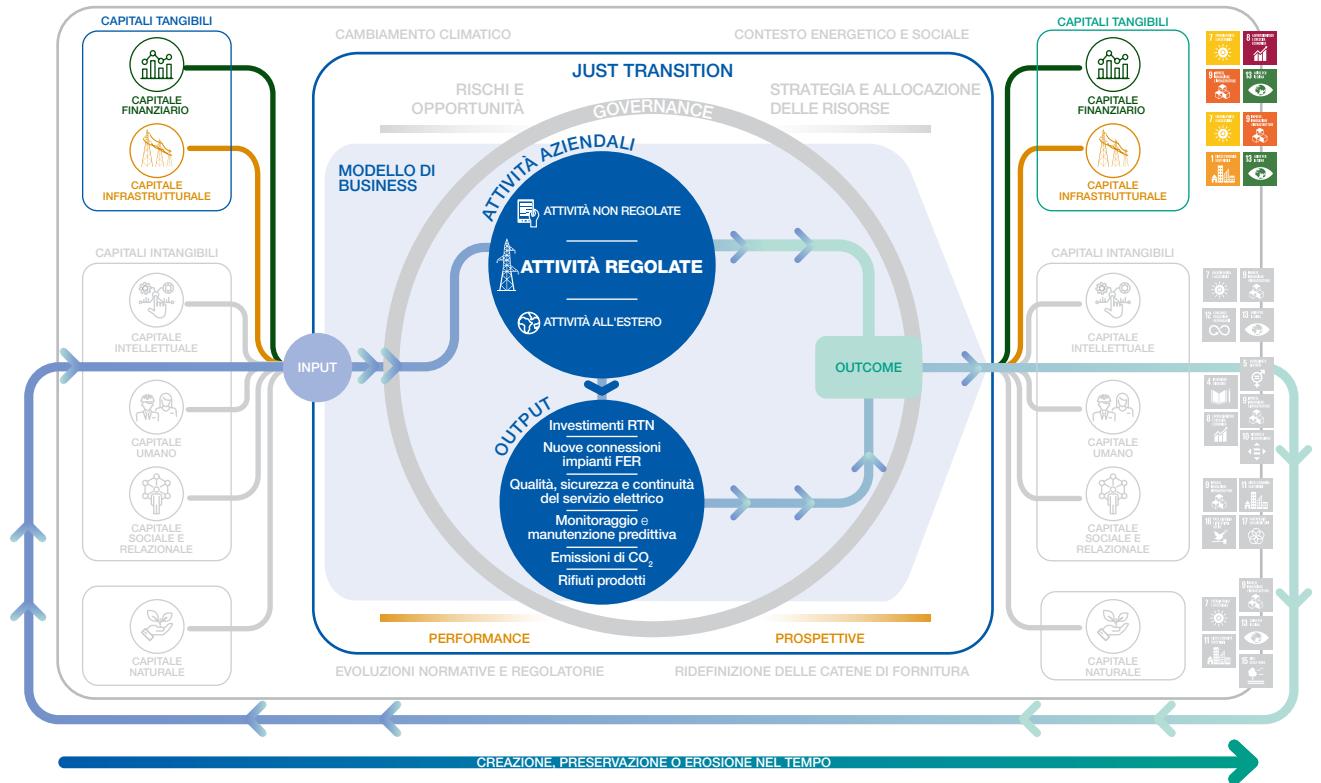 CAPITALI TANGIBILI
CAPITALE
FINANZIARIO
CAPITALE
INFRASTRUTTURALE
CAPITALI INTANGIBILI
CAPITALE
INTELLETTUALE
CAPITALE
UMANO
CAPITALE
SOCIALE E
RELAZIONALE
CAPITALE
NATURALE
CAMBIAMENTO CLIMATICO
CONTESTO ENERGETICO E SOCIALE
JUST TRANSITION
RISCHI E
OPPORTUNITÀ
STRATEGIA E ALLOCAZIONE
DELLE RISORSE
GOVERNANCE
MODELLO DI
BUSINESS
ATTIVITÀ AZIENDALI
ATTIVITÀ NON REGOLATE
ATTIVITÀ REGOLATE
ATTIVITÀ ALL'ESTERO
INPUT
OUTCOME
OUTPUT
Investimenti RTN
Nuove connessioni
impianti FER
Qualità, sicurezza e continuità
del servizio elettrico
Monitoraggio e
manutenzione predittiva
Emissioni di CO₂
Rifiuti prodotti
PERFORMANCE
PROSPETTIVE
EVOLUZIONI NORMATIVE E REGOLATORIE
RIDEFINIZIONE DELLE CATENE DI FORNITURA
CAPITALI TANGIBILI
CAPITALE
FINANZIARIO
CAPITALE
INFRASTRUTTURALE
CAPITALI INTANGIBILI
CAPITALE
INTELLETTUALE
CAPITALE
UMANO
CAPITALE
SOCIALE E
RELAZIONALE
CAPITALE
NATURALE
CREAZIONE, PRESERVAZIONE O EROSIONE NEL TEMPO